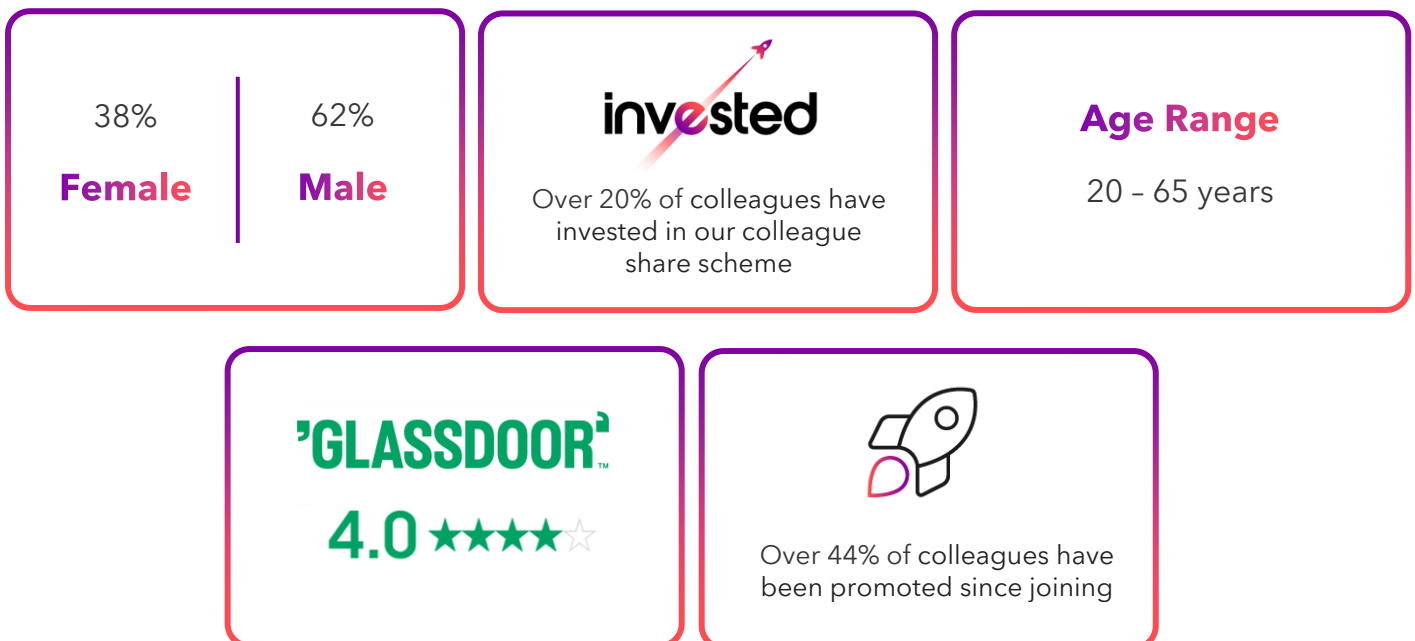 38%
Female
62%
Male
invested
Over 20% of colleagues have
invested in our colleague
share scheme
Age Range
20 – 65 years
’GLASSDOOR
™
4.0
Over 44% of colleagues have
been promoted since joining